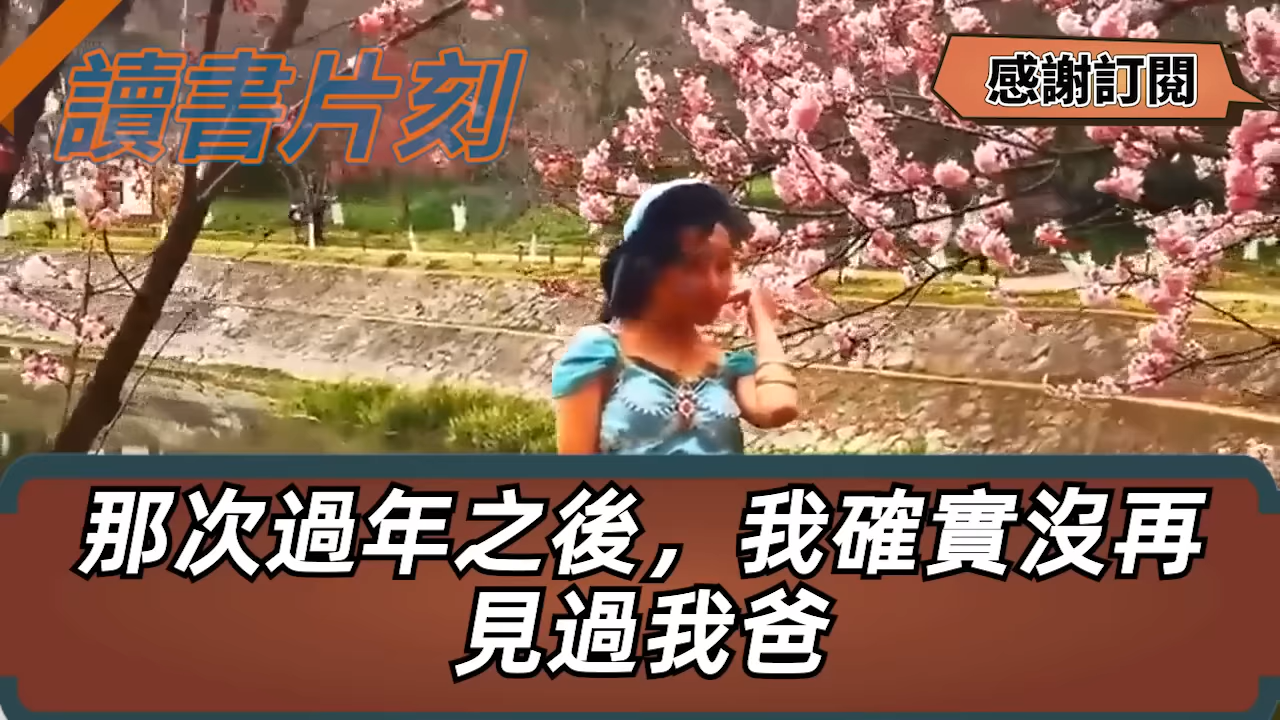 讀書片刻
感謝訂閱
那次過年之後，我確實沒再
見過我爸